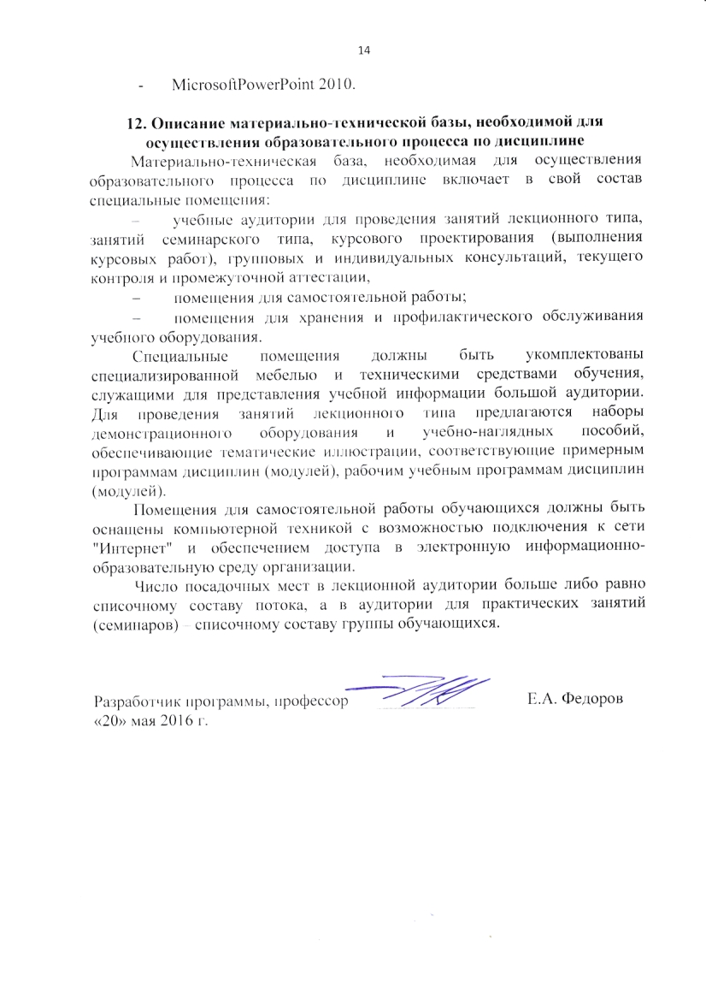 14
- MicrosoftPowerPoint 2010.
12. Описание материально-технической базы, необходимой для
осуществления образовательного процесса по дисциплине
Материально-техническая база, необходимая для осуществления
образовательного процесса по дисциплине включает в свой состав
специальные помещения:
– учебные аудитории для проведения занятий лекционного типа,
занятий семинарского типа, курсового проектирования (выполнения
курсовых работ), групповых и индивидуальных консультаций, текущего
контроля и промежуточной аттестации,
– помещения для самостоятельной работы;
– помещения для хранения и профилактического обслуживания
учебного оборудования.
Специальные помещения должны быть укомплектованы
специализированной мебелью и техническими средствами обучения,
служащими для представления учебной информации большой аудитории.
Для проведения занятий лекционного типа предлагаются наборы
демонстрационного оборудования и учебно-наглядных пособий,
обеспечивающие тематические иллюстрации, соответствующие примерным
программам дисциплин (модулей), рабочим учебным программам дисциплин
(модулей).
Помещения для самостоятельной работы обучающихся должны быть
оснащены компьютерной техникой с возможностью подключения к сети
"Интернет" и обеспечением доступа в электронную информационно-
образовательную среду организации.
Число посадочных мест в лекционной аудитории больше либо равно
списочному составу потока, а в аудитории для практических занятий
(семинаров) – списочному составу группы обучающихся.
Разработчик программы, профессор Е.А. Федоров
«20» мая 2016 г.